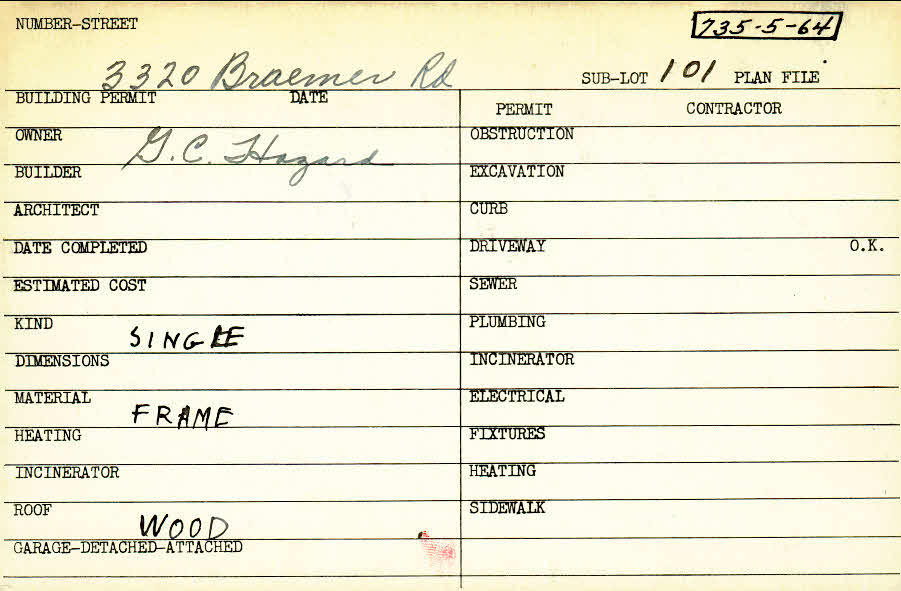 NUMBER-STREET
735-5-64
3320 Braemer Rd SUB-LOT 101 PLAN FILE
BUILDING PERMIT DATE
PERMIT CONTRACTOR
OWNER G.C. Hazard OBSTRUCTION
BUILDER EXCAVATION
ARCHITECT CURB
DATE COMPLETED DRIVEWAY O.K.
ESTIMATED COST SEWER
KIND SINGLE PLUMBING
DIMENSIONS INCINERATOR
MATERIAL FRAME ELECTRICAL
HEATING FIXTURES
INCINERATOR HEATING
ROOF WOOD SIDEWALK
GARAGE-DETACHED-ATTACHED